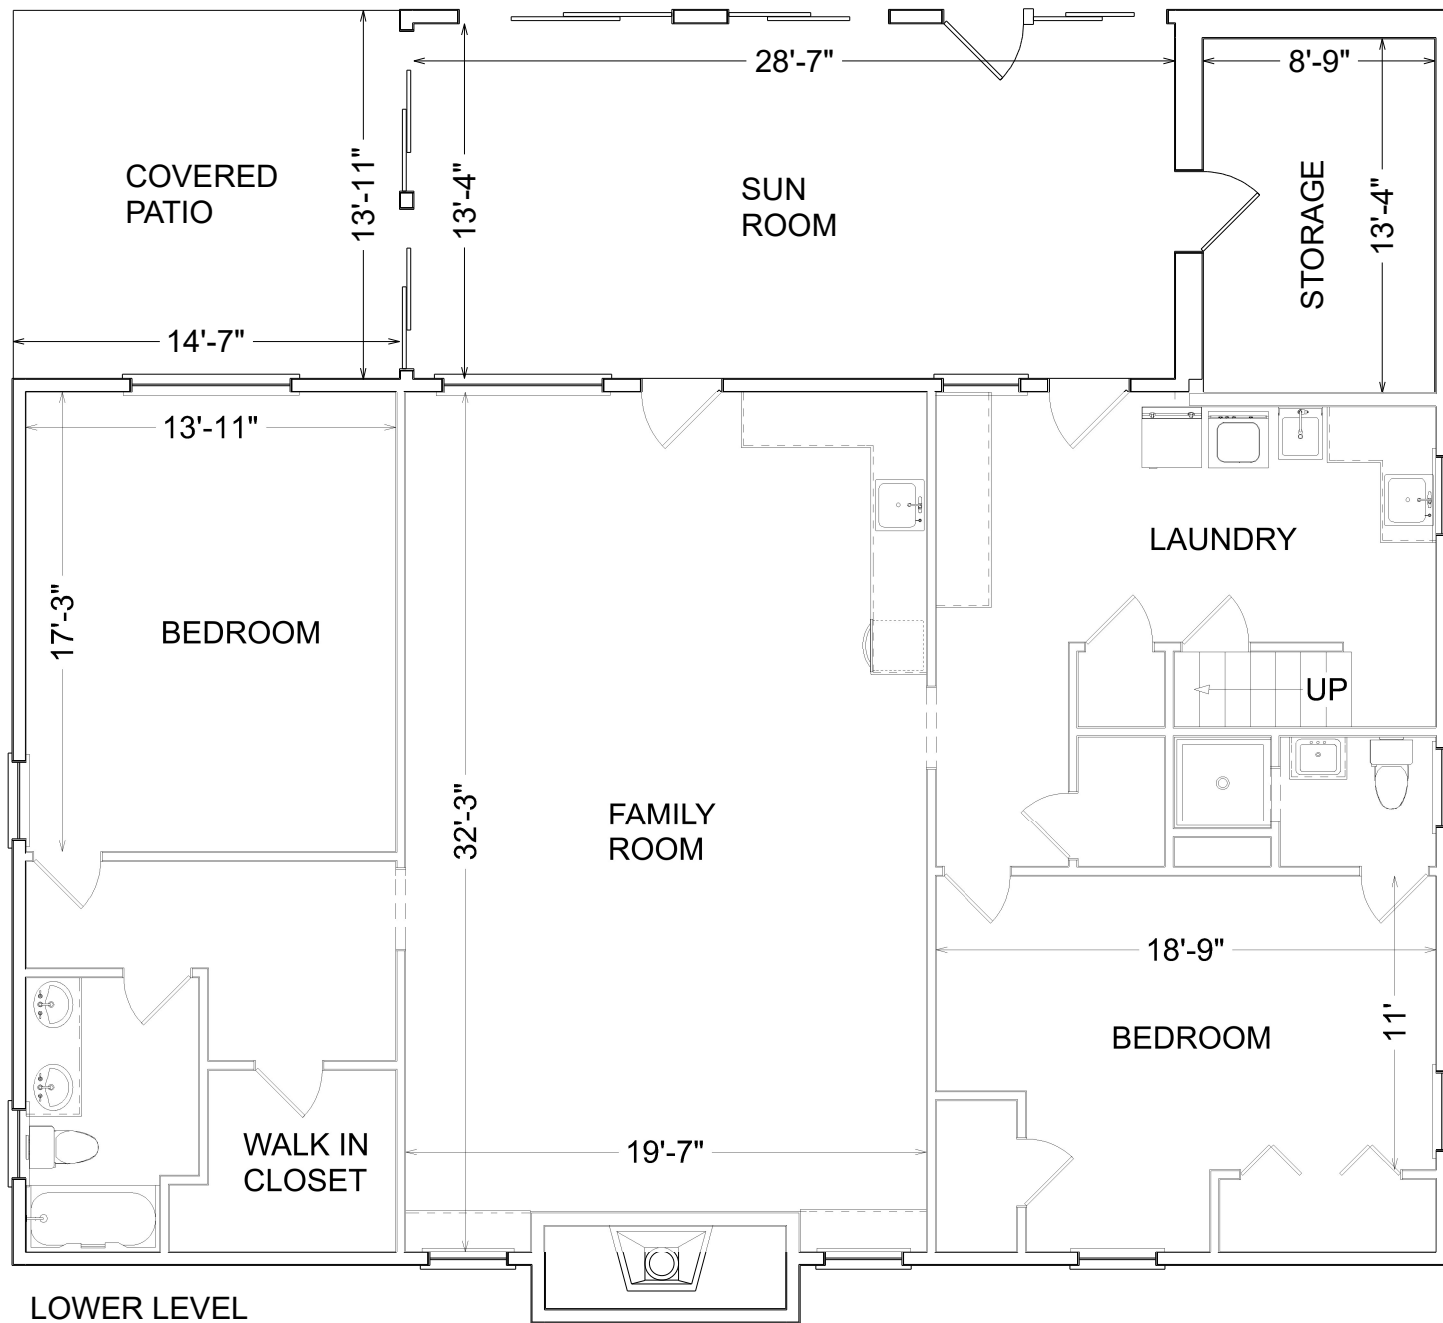 28'-7"
8'-9"
COVERED
PATIO
13'-11"
13'-4"
SUN
ROOM
STORAGE
13'-4"
14'-7"
13'-11"
17'-3"
BEDROOM
LAUNDRY
UP
32'-3"
FAMILY
ROOM
18'-9"
11'
BEDROOM
WALK IN
CLOSET
19'-7"
LOWER LEVEL